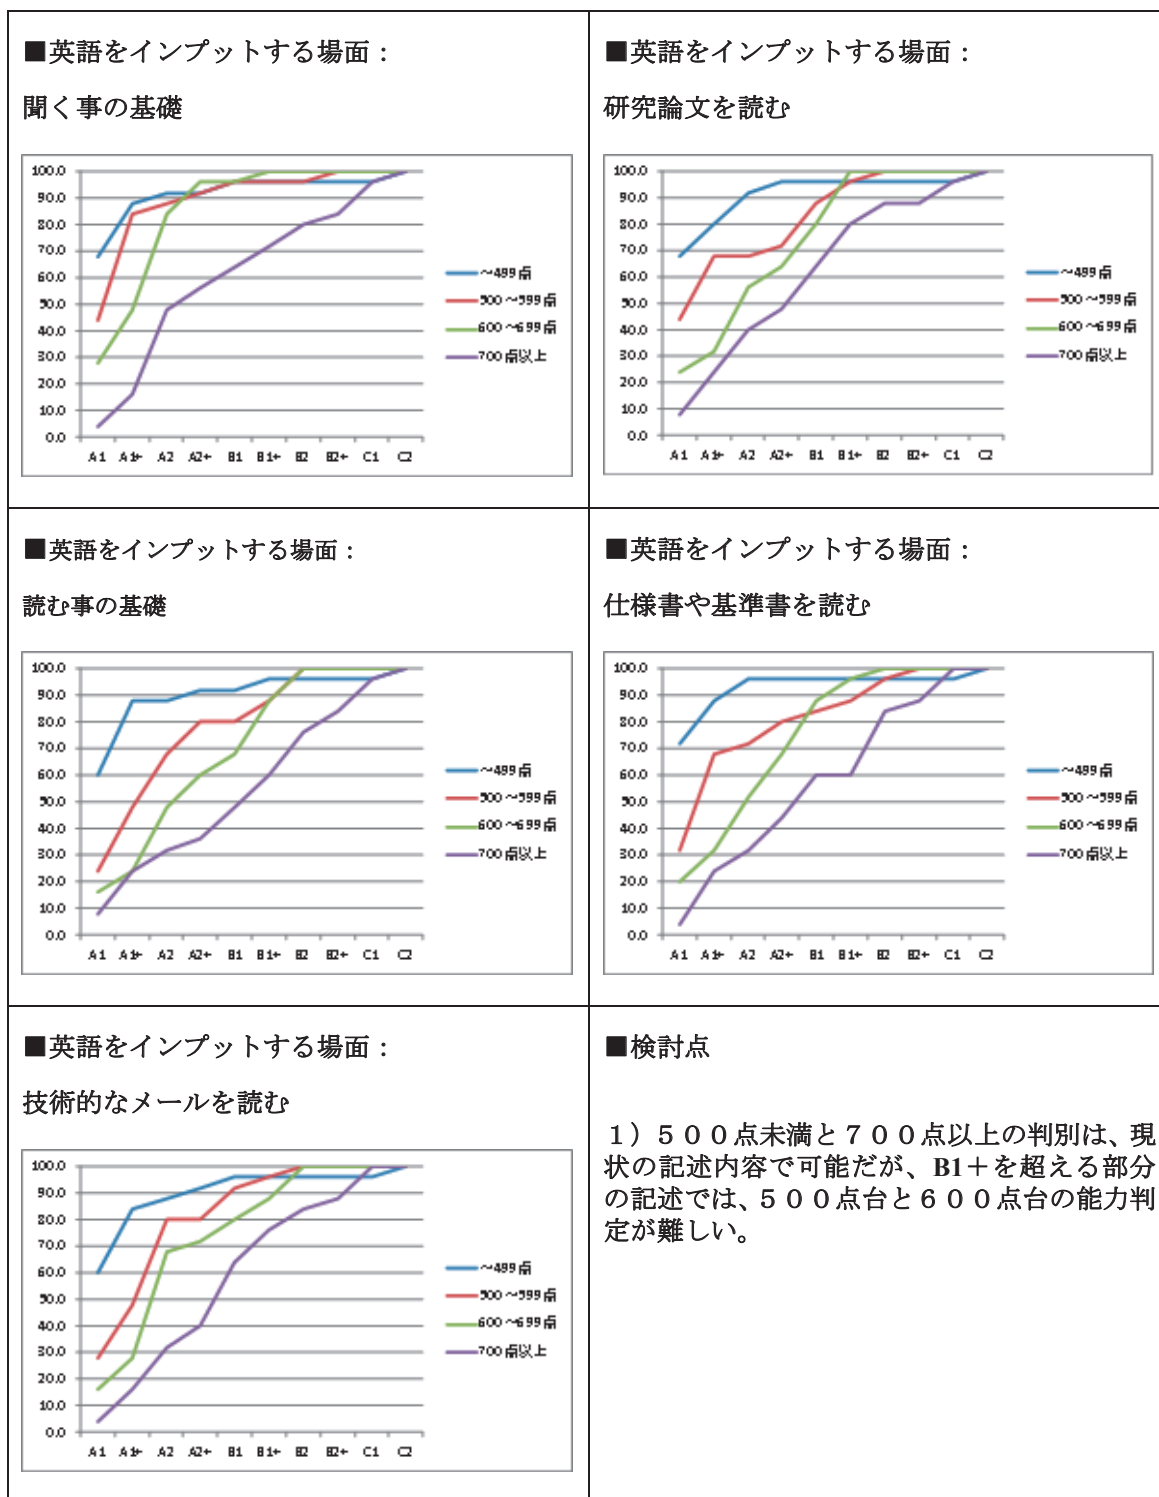 ■英語をインプットする場面：
聞く事の基礎
100.0
90.0
80.0
70.0
60.0
50.0
40.0
30.0
20.0
10.0
0.0
A1 A1+ A2 A2+ B1 B1+ B2 B2+ C1 C2
～499点
500～599点
600～699点
700点以上
■英語をインプットする場面：
研究論文を読む
100.0
90.0
80.0
70.0
60.0
50.0
40.0
30.0
20.0
10.0
0.0
A1 A1+ A2 A2+ B1 B1+ B2 B2+ C1 C2
～499点
500～599点
600～699点
700点以上
■英語をインプットする場面：
読む事の基礎
100.0
90.0
80.0
70.0
60.0
50.0
40.0
30.0
20.0
10.0
0.0
A1 A1+ A2 A2+ B1 B1+ B2 B2+ C1 C2
～499点
500～599点
600～699点
700点以上
■英語をインプットする場面：
仕様書や基準書を読む
100.0
90.0
80.0
70.0
60.0
50.0
40.0
30.0
20.0
10.0
0.0
A1 A1+ A2 A2+ B1 B1+ B2 B2+ C1 C2
～499点
500～599点
600～699点
700点以上
■英語をインプットする場面：
技術的なメールを読む
100.0
90.0
80.0
70.0
60.0
50.0
40.0
30.0
20.0
10.0
0.0
A1 A1+ A2 A2+ B1 B1+ B2 B2+ C1 C2
～499点
500～599点
600～699点
700点以上
■検討点
１）５００点未満と７００点以上の判別は、現
状の記述内容で可能だが、B1＋を超える部分
の記述では、５００点台と６００点台の能力判
定が難しい。